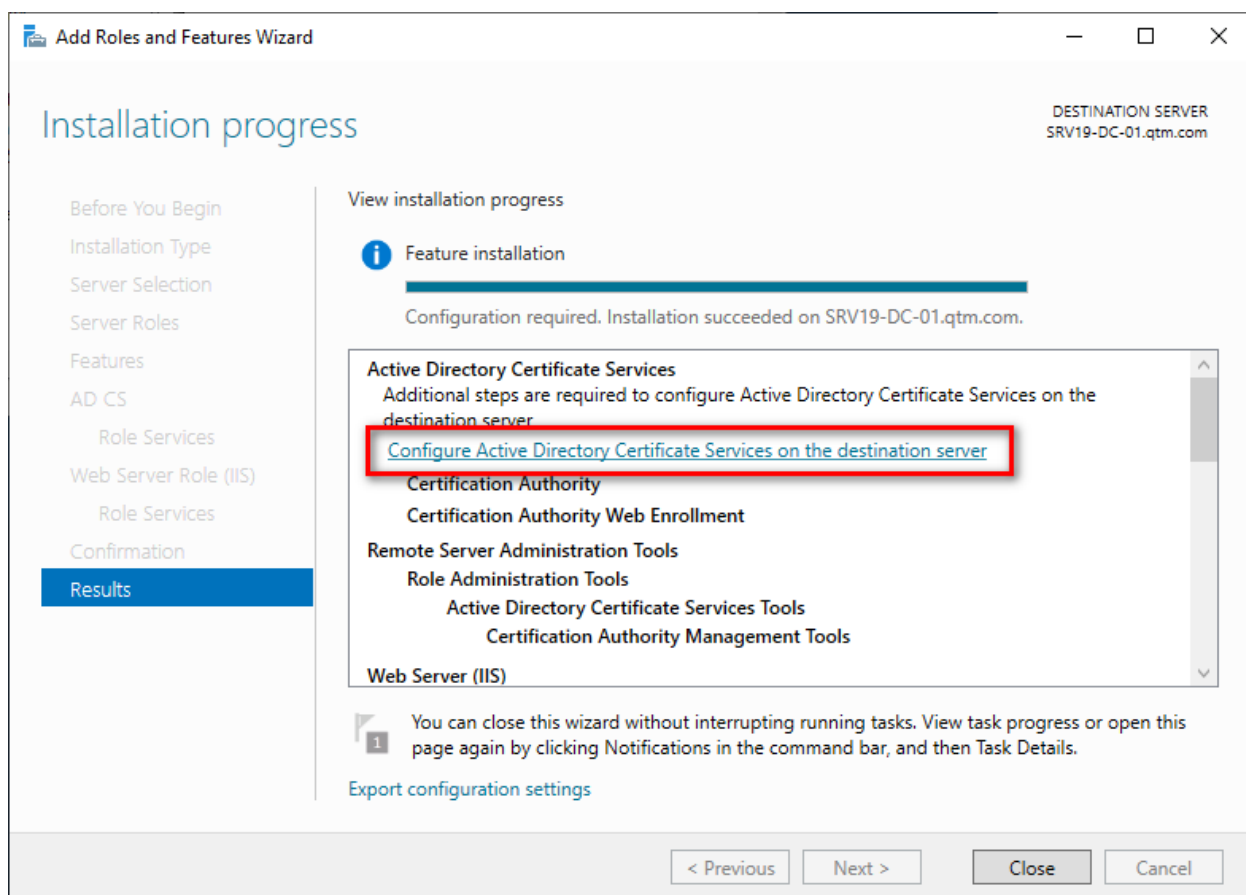 Add Roles and Features Wizard
Installation progress
DESTINATION SERVER
SRV19-DC-01.qtm.com
Before You Begin
Installation Type
Server Selection
Server Roles
Features
AD CS
Role Services
Web Server Role (IIS)
Role Services
Confirmation
Results
View installation progress
Feature installation
Configuration required. Installation succeeded on SRV19-DC-01.qtm.com.
Active Directory Certificate Services
Additional steps are required to configure Active Directory Certificate Services on the
destination server
Configure Active Directory Certificate Services on the destination server
Certification Authority
Certification Authority Web Enrollment
Remote Server Administration Tools
Role Administration Tools
Active Directory Certificate Services Tools
Certification Authority Management Tools
Web Server (IIS)
1
You can close this wizard without interrupting running tasks. View task progress or open this
page again by clicking Notifications in the command bar, and then Task Details.
Export configuration settings
< Previous
Next >
Close
Cancel